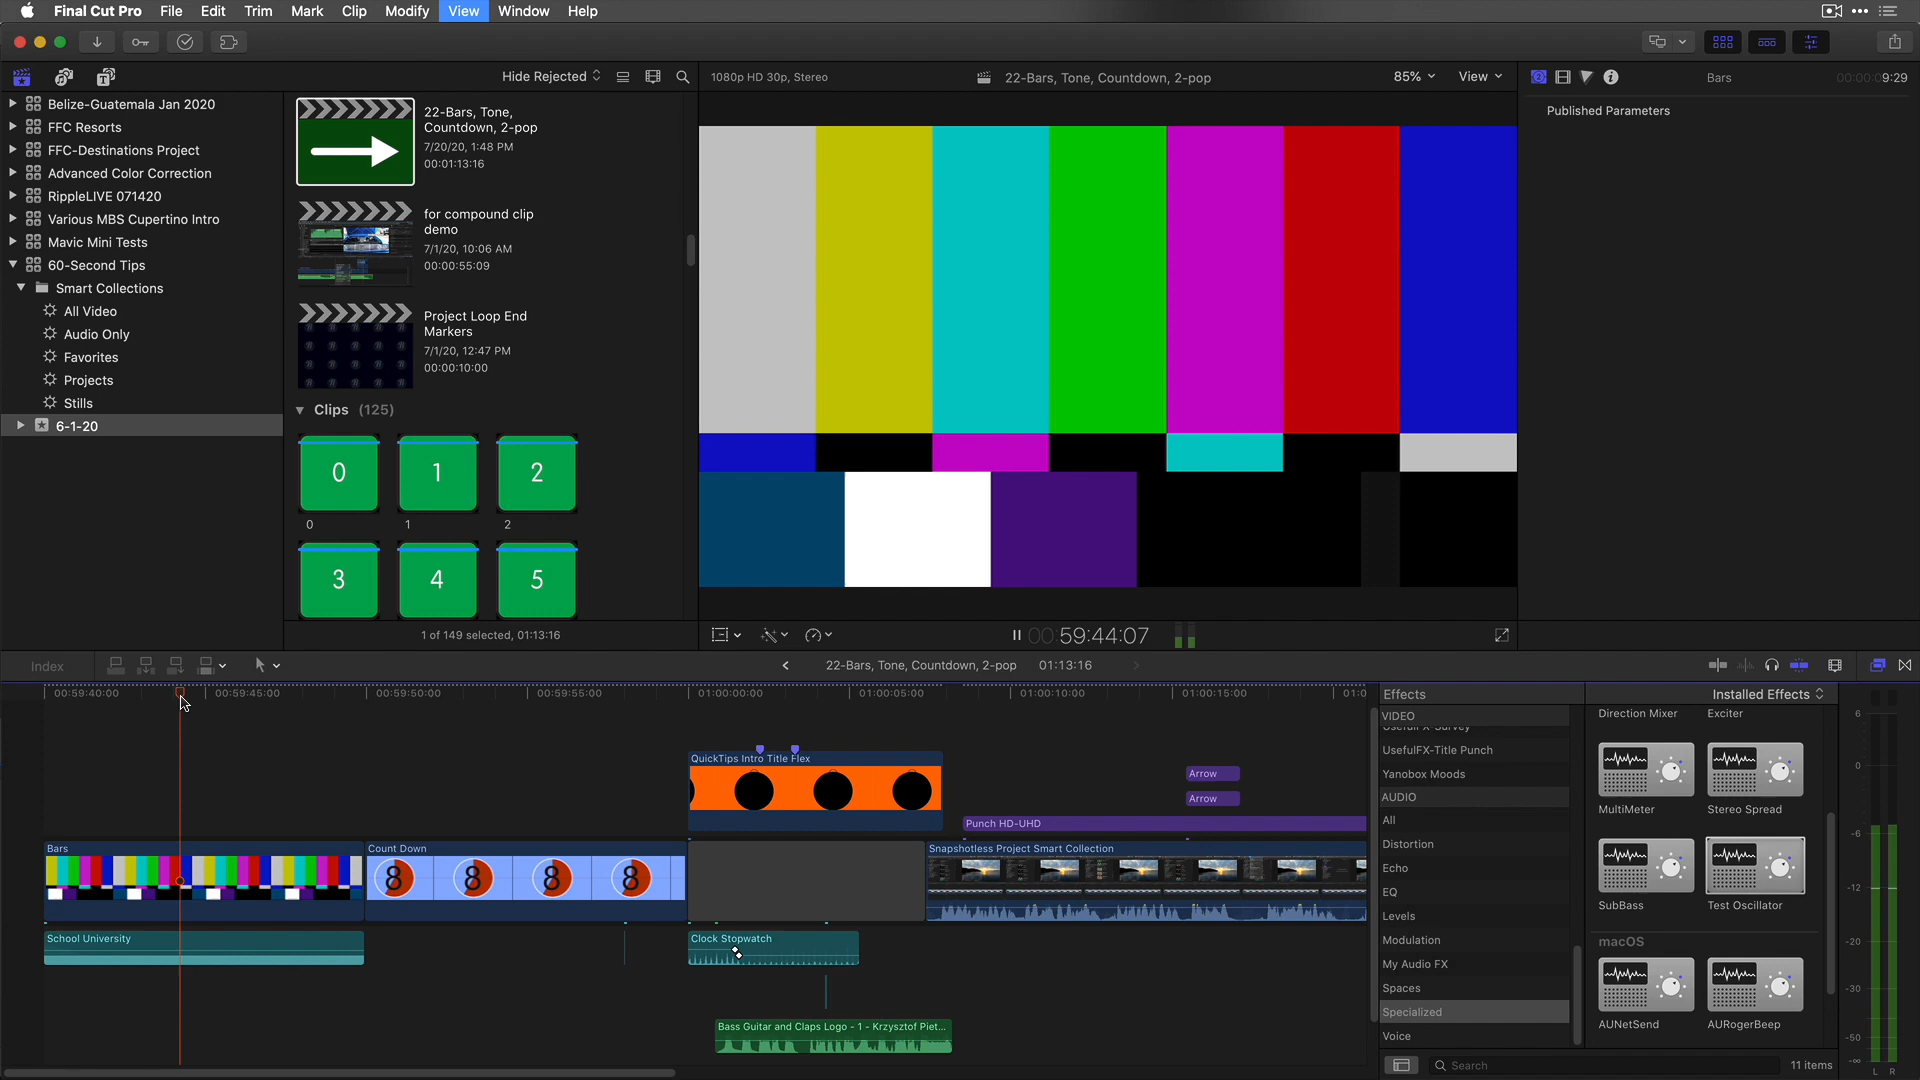 Final Cut Pro File Edit Trim Mark Clip Modify View Window Help
Hide Rejected
1080p HD 30p, Stereo
22-Bars, Tone, Countdown, 2-pop
85%
View
Bars
00:00:09:29
Published Parameters
Belize-Guatemala Jan 2020
FFC Resorts
FFC-Destinations Project
Advanced Color Correction
RippleLIVE 071420
Various MBS Cupertino Intro
Mavic Mini Tests
60-Second Tips
Smart Collections
All Video
Audio Only
Favorites
Projects
Stills
6-1-20
22-Bars, Tone,
Countdown, 2-pop
7/20/20, 1:48 PM
00:01:13:16
for compound clip
demo
7/1/20, 10:06 AM
00:00:55:09
Project Loop End
Markers
7/1/20, 12:47 PM
00:00:10:00
Clips (125)
0 1 2
0 1 2
3 4 5
1 of 149 selected, 01:13:16
00:59:44:07
Index
22-Bars, Tone, Countdown, 2-pop 01:13:16
00:59:40:00 00:59:45:00 00:59:50:00 00:59:55:00 01:00:00:00 01:00:05:00 01:00:10:00 01:00:15:00 01:0
QuickTips Intro Title Flex
Arrow
Arrow
Punch HD-UHD
Bars
Count Down
8 8 8 8
Snapshotless Project Smart Collection
School University
Clock Stopwatch
Bass Guitar and Claps Logo - 1 - Krzysztof Piet...
Effects
Installed Effects
VIDEO
UsefulFX-Survey
UsefulFX-Title Punch
Yanobox Moods
AUDIO
All
Distortion
Echo
EQ
Levels
Modulation
My Audio FX
Spaces
Specialized
Voice
Direction Mixer Exciter
MultiMeter Stereo Spread
SubBass Test Oscillator
macOS
AUNetSend AURogerBeep
Search
11 items
6
0
-6
-12
-20
-30
-50
-∞
L R